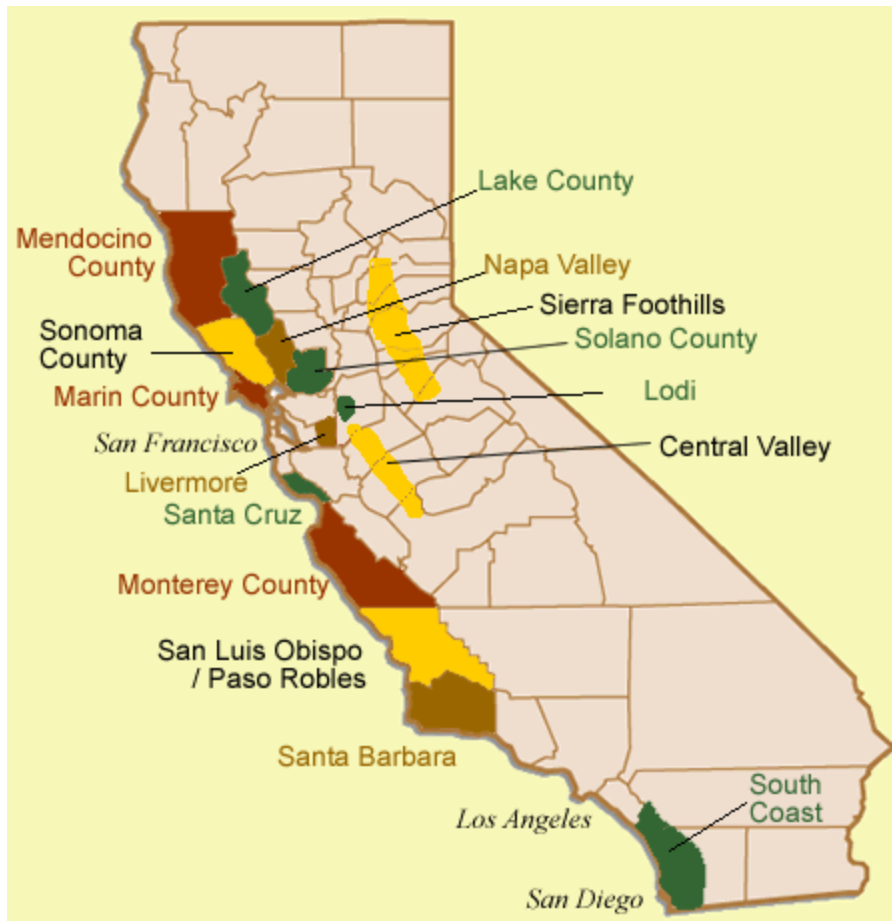 Lake County
Mendocino
County
Napa Valley
Sierra Foothills
Sonoma
County
Solano County
Marin County
Lodi
San Francisco
Central Valley
Livermore
Santa Cruz
Monterey County
San Luis Obispo
/ Paso Robles
Santa Barbara
South
Coast
Los Angeles
San Diego